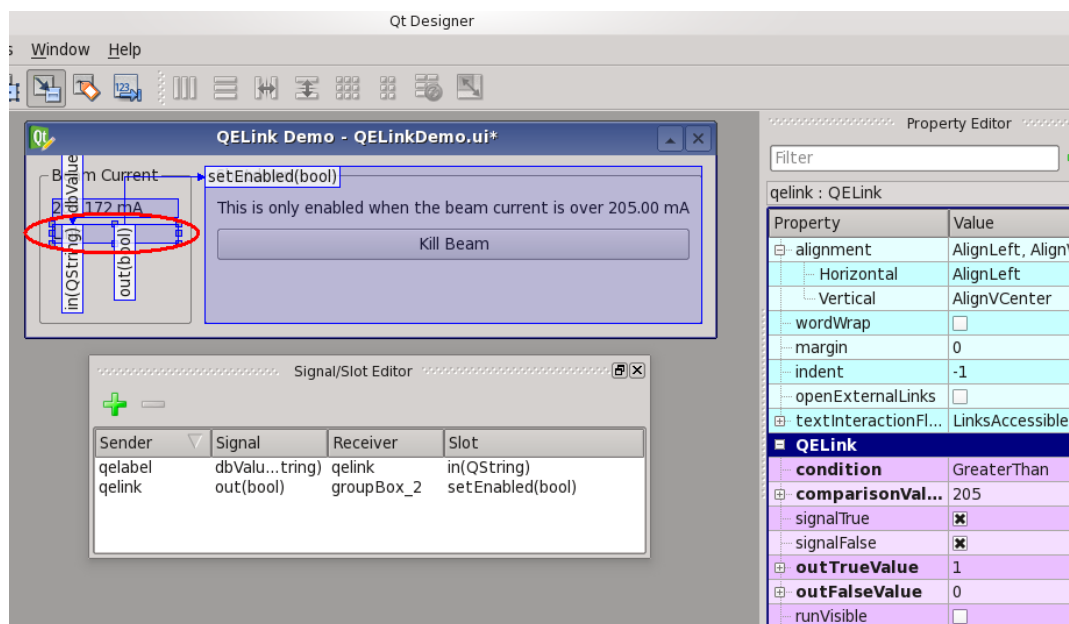 Qt Designer
s Window Help
123
Qt QELink Demo - QELinkDemo.ui*
Property Editor
Filter
dbValue
m Current
setEnabled(bool)
172 mA
This is only enabled when the beam current is over 205.00 mA
Kill Beam
in(QString)
out(bool)
qelink : QELink
Property Value
alignment AlignLeft, AlignV
Horizontal AlignLeft
Vertical AlignVCenter
wordWrap
margin 0
indent -1
openExternalLinks
textInteractionFl... LinksAccessible
QELink
condition GreaterThan
comparisonVal... 205
signalTrue
signalFalse
outTrueValue 1
outFalseValue 0
runVisible
Signal/Slot Editor
Sender Signal Receiver Slot
qelabel dbValu...tring) qelink in(QString)
qelink out(bool) groupBox_2 setEnabled(bool)